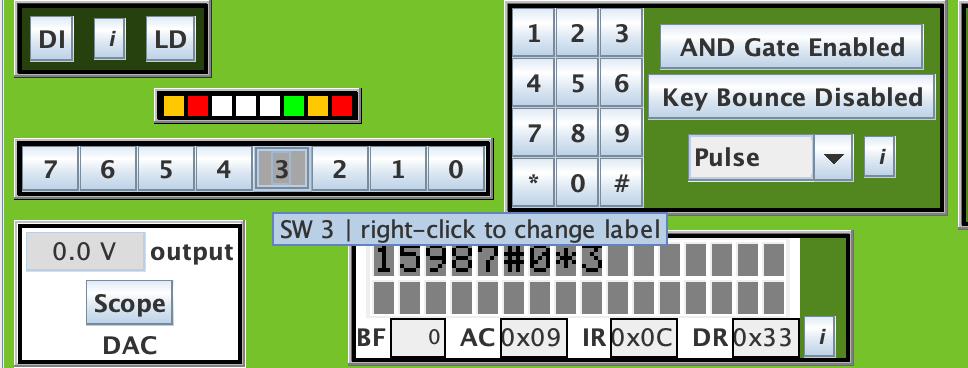 DI i LD
7 6 5 4 3 2 1 0
1 2 3
4 5 6
7 8 9
* 0 #
AND Gate Enabled
Key Bounce Disabled
Pulse i
SW 3 | right-click to change label
0.0 V output
Scope
DAC
15987#0*3
BF 0 AC 0x09 IR 0x0C DR 0x33 i